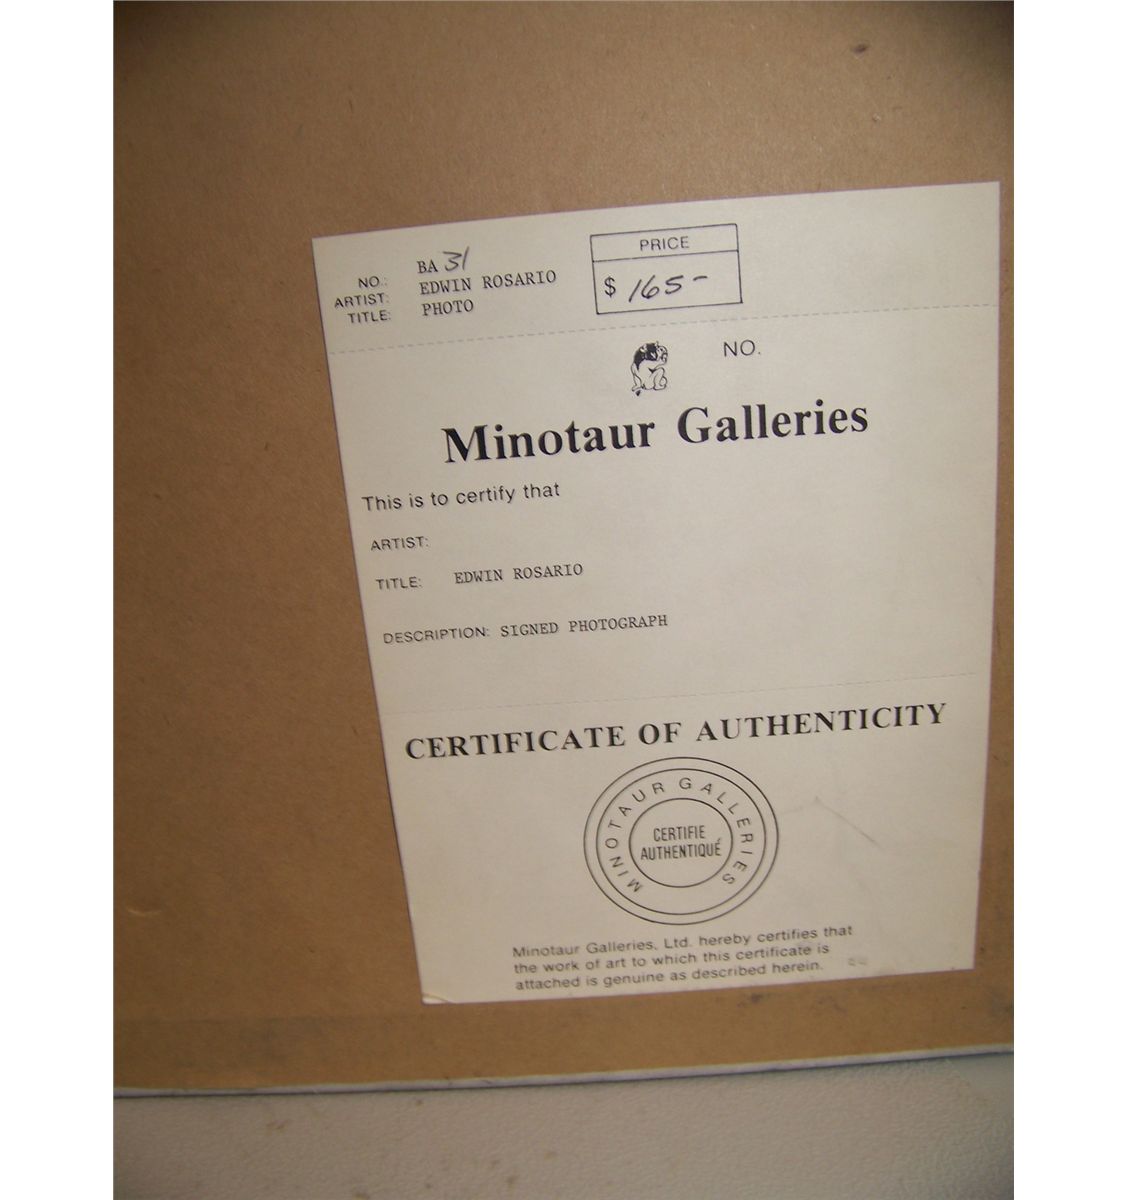 NO.: BA 31
ARTIST: EDWIN ROSARIO
TITLE: PHOTO
PRICE
$ 165-
NO.
Minotaur Galleries
This is to certify that
ARTIST:
TITLE: EDWIN ROSARIO
DESCRIPTION: SIGNED PHOTOGRAPH
CERTIFICATE OF AUTHENTICITY
MINOTAUR GALLERIES
CERTIFIE
AUTHENTIQUÉ
Minotaur Galleries, Ltd. hereby certifies that
the work of art to which this certificate is
attached is genuine as described herein.